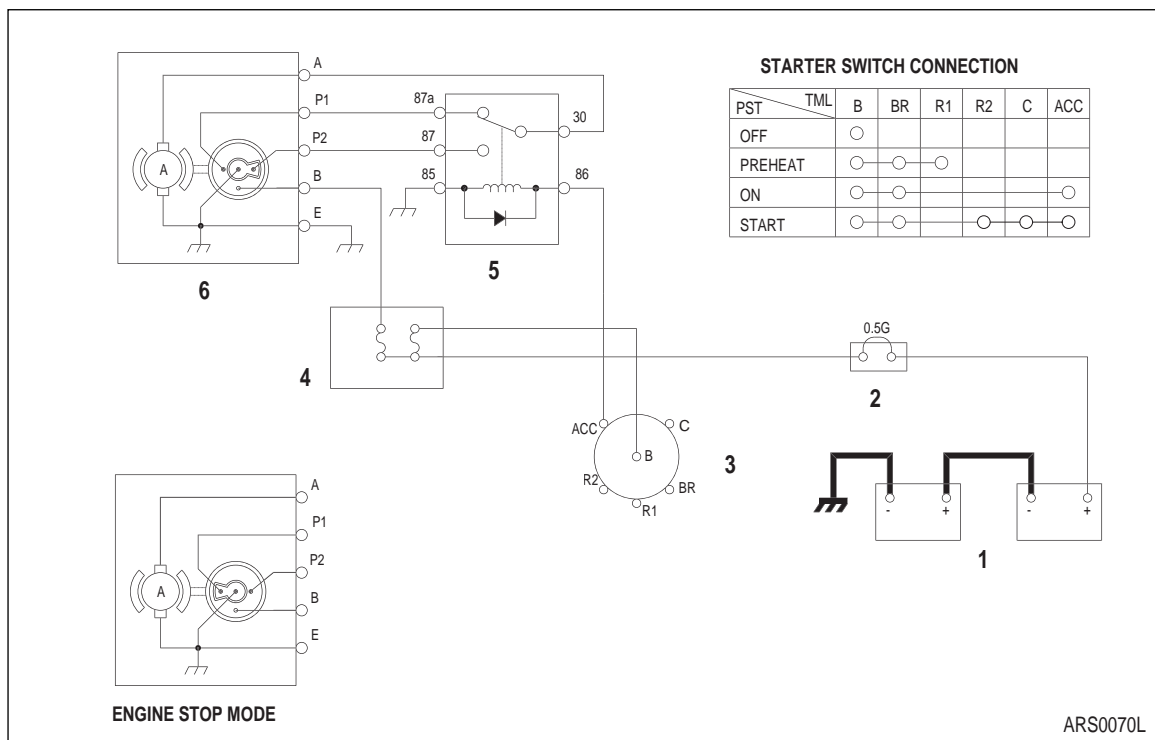 STARTER SWITCH CONNECTION
PST TML B BR R1 R2 C ACC
OFF
PREHEAT
ON
START
A
P1
P2
B
E
A
6
87a
87
85
30
86
5
4
0.5G
2
ACC
C
B
R2
BR
R1
3
-
+
-
+
1
A
P1
P2
B
E
A
ENGINE STOP MODE
ARS0070L